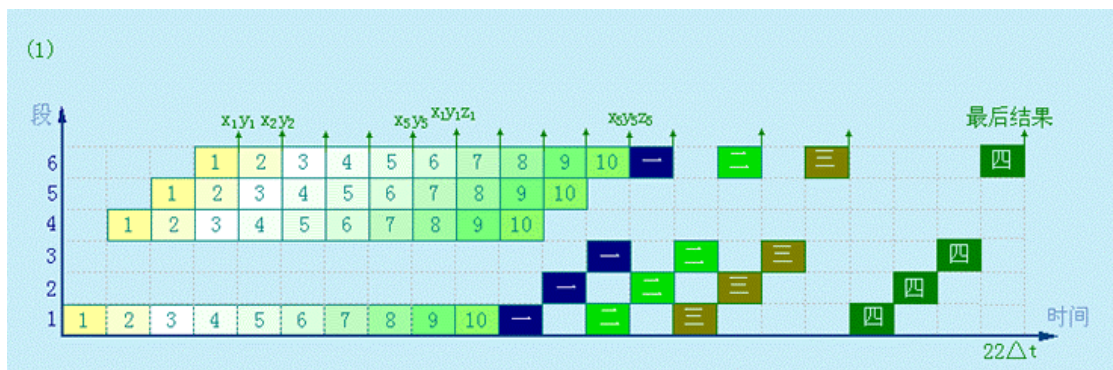 (1)
段 x₁y₁ x₂y₂ x₅y₅ x₁y₁z₁ x₅y₅z₅ 最后结果
6 1 2 3 4 5 6 7 8 9 10 一 二 三 四
5 1 2 3 4 5 6 7 8 9 10
4 1 2 3 4 5 6 7 8 9 10
3 一 二 三 四
2 一 二 三 四
1 1 2 3 4 5 6 7 8 9 10 一 二 三 四 时间
22△t